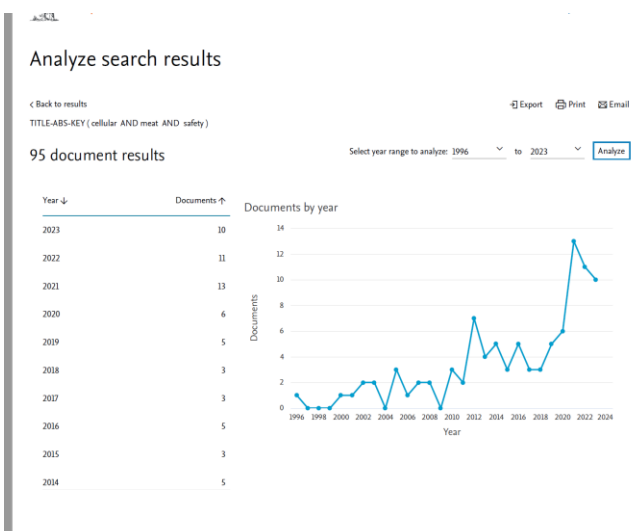 Analyze search results
Back to results
Export Print Email
TITLE-ABS-KEY ( cellular AND meat AND safety )
95 document results
Select year range to analyze: 1996 to 2023 Analyze
Year Documents
2023 10
2022 11
2021 13
2020 6
2019 5
2018 3
2017 3
2016 5
2015 3
2014 5
Documents by year
14
12
10
8
6
4
2
0
Documents
1996 1998 2000 2002 2004 2006 2008 2010 2012 2014 2016 2018 2020 2022 2024
Year